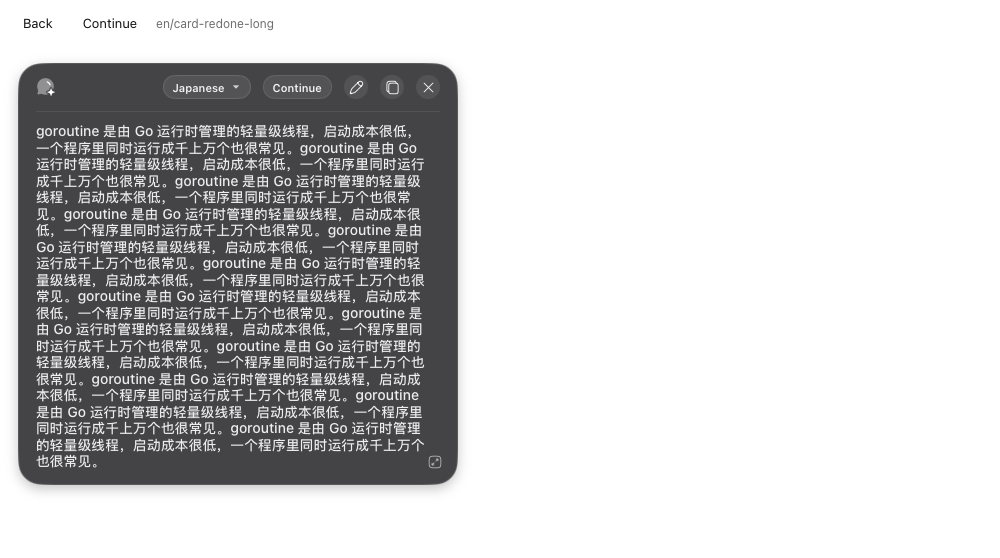 Back
Continue
en/card-redone-long
Japanese
Continue
goroutine 是由 Go 运行时管理的轻量级线程，启动成本很低，
一个程序里同时运行成千上万个也很常见。goroutine 是由 Go
运行时管理的轻量级线程，启动成本很低，一个程序里同时运行
成千上万个也很常见。goroutine 是由 Go 运行时管理的轻量级
线程，启动成本很低，一个程序里同时运行成千上万个也很常
见。goroutine 是由 Go 运行时管理的轻量级线程，启动成本很
低，一个程序里同时运行成千上万个也很常见。goroutine 是由
Go 运行时管理的轻量级线程，启动成本很低，一个程序里同时
运行成千上万个也很常见。goroutine 是由 Go 运行时管理的轻
量级线程，启动成本很低，一个程序里同时运行成千上万个也很
常见。goroutine 是由 Go 运行时管理的轻量级线程，启动成本
很低，一个程序里同时运行成千上万个也很常见。goroutine 是
由 Go 运行时管理的轻量级线程，启动成本很低，一个程序里同
时运行成千上万个也很常见。goroutine 是由 Go 运行时管理的
轻量级线程，启动成本很低，一个程序里同时运行成千上万个也
很常见。goroutine 是由 Go 运行时管理的轻量级线程，启动成
本很低，一个程序里同时运行成千上万个也很常见。goroutine
是由 Go 运行时管理的轻量级线程，启动成本很低，一个程序里
同时运行成千上万个也很常见。goroutine 是由 Go 运行时管理
的轻量级线程，启动成本很低，一个程序里同时运行成千上万个
也很常见。